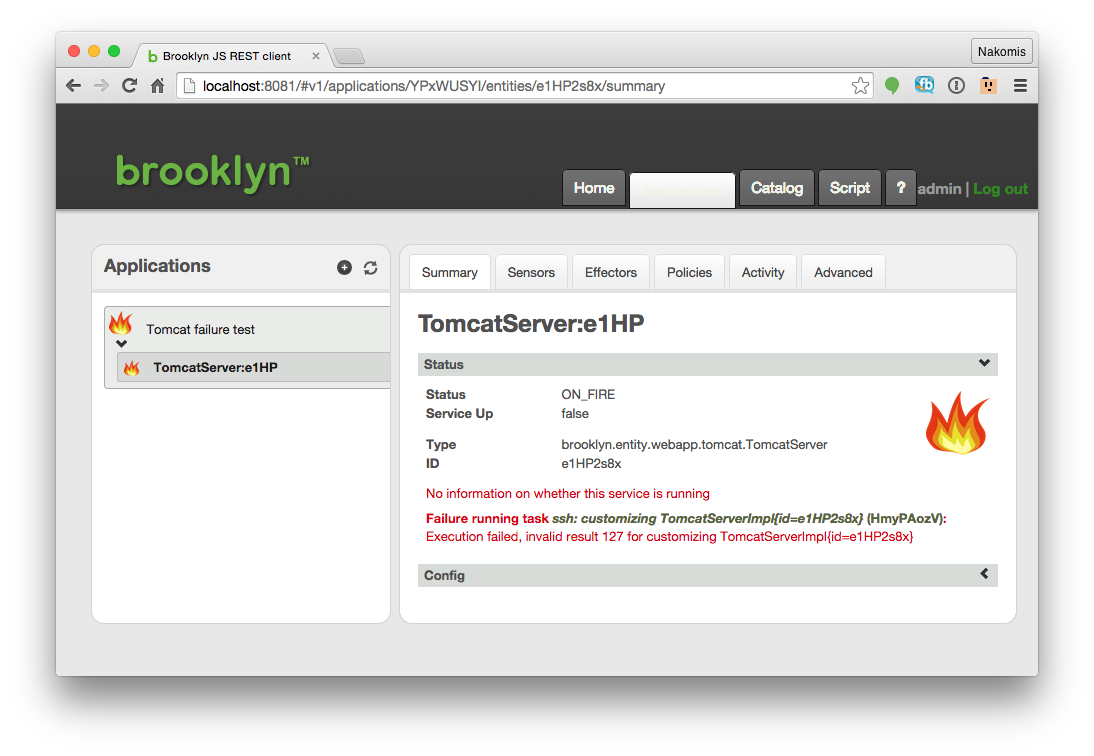 Brooklyn JS REST client
Nakomis
localhost:8081/#v1/applications/YPxWUSYI/entities/e1HP2s8x/summary
brooklyn™
Home
Catalog
Script
?
admin | Log out
Applications
Tomcat failure test
TomcatServer:e1HP
Summary
Sensors
Effectors
Policies
Activity
Advanced
TomcatServer:e1HP
Status
Status ON_FIRE
Service Up false
Type brooklyn.entity.webapp.tomcat.TomcatServer
ID e1HP2s8x
No information on whether this service is running
Failure running task ssh: customizing TomcatServerImpl{id=e1HP2s8x} (HmyPAozV):
Execution failed, invalid result 127 for customizing TomcatServerImpl{id=e1HP2s8x}
Config